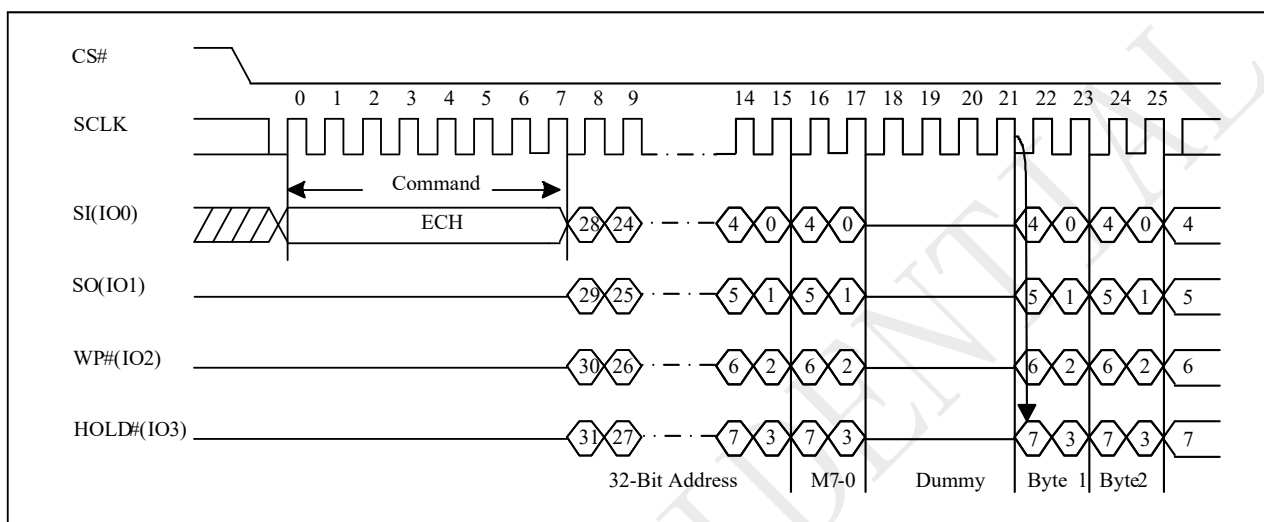 CS#
0 1 2 3 4 5 6 7 8 9 14 15 16 17 18 19 20 21 22 23 24 25
SCLK
Command
SI(IO0) ECH 28 24 4 0 4 0 4 0 4 0 4
SO(IO1) 29 25 5 1 5 1 5 1 5 1 5
WP#(IO2) 30 26 6 2 6 2 6 2 6 2 6
HOLD#(IO3) 31 27 7 3 7 3 7 3 7 3 7
32-Bit Address M7-0 Dummy Byte 1 Byte2
DENTIAL